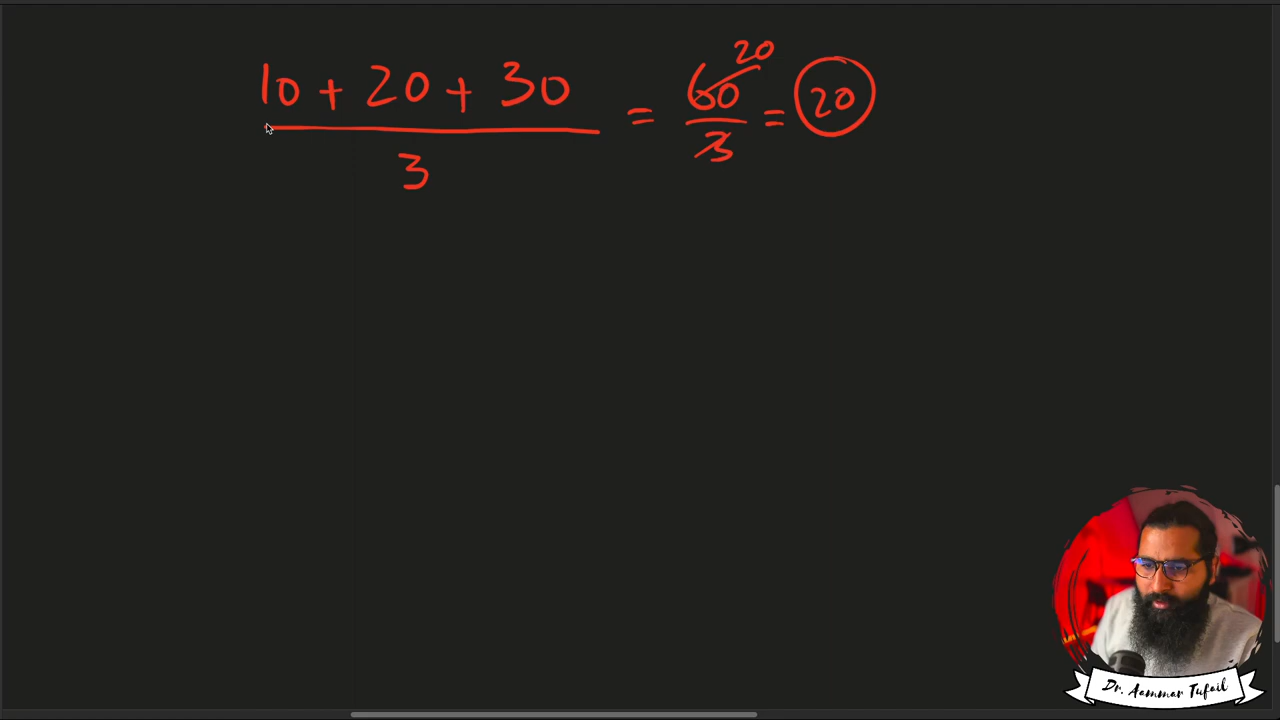 10 + 20 + 30
3
= 60/3 = 20
20
Dr. Aammar Tufail